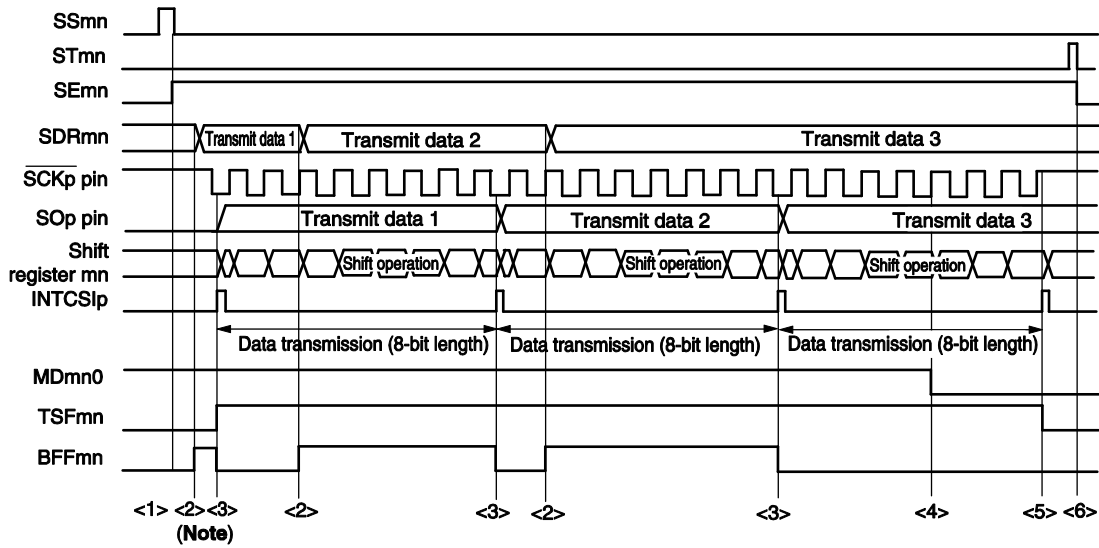 SSmn
STmn
SEmn
SDRmn Transmit data 1 Transmit data 2 Transmit data 3
SCKp pin
SOp pin Transmit data 1 Transmit data 2 Transmit data 3
Shift
register mn Shift operation Shift operation Shift operation
INTCSIp
Data transmission (8-bit length) Data transmission (8-bit length) Data transmission (8-bit length)
MDmn0
TSFmn
BFFmn
<1> <2> <3> <2> <3> <2> <3> <4> <5> <6>
(Note)